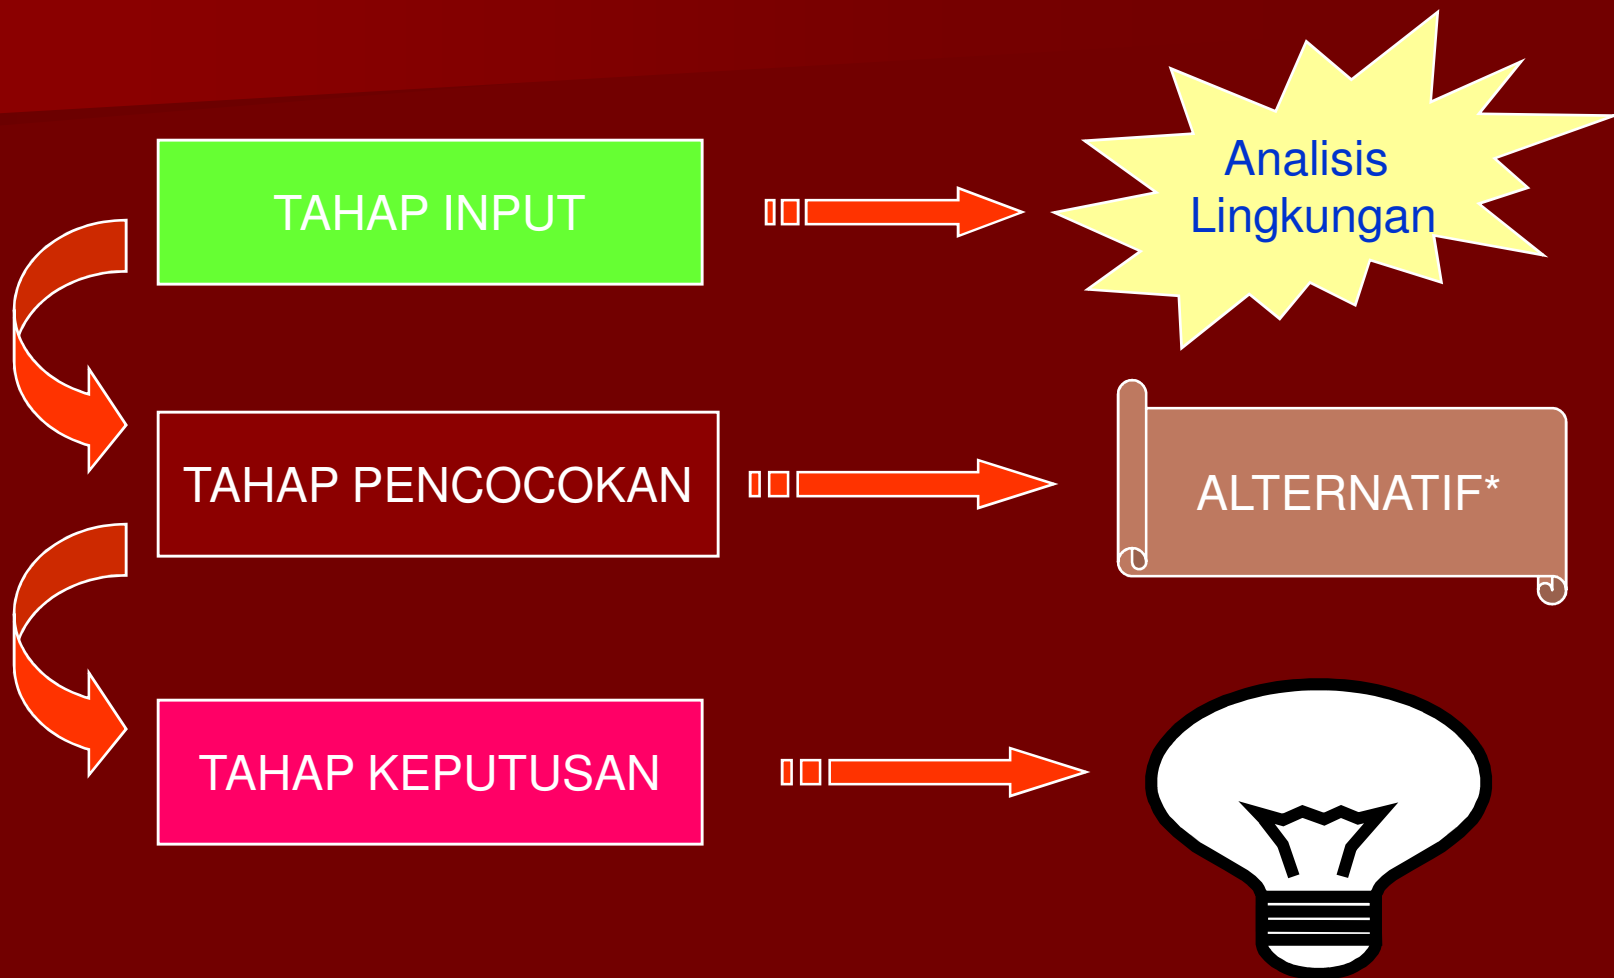 TAHAP INPUT
Analisis
Lingkungan
TAHAP PENCOCOKAN
ALTERNATIF*
TAHAP KEPUTUSAN